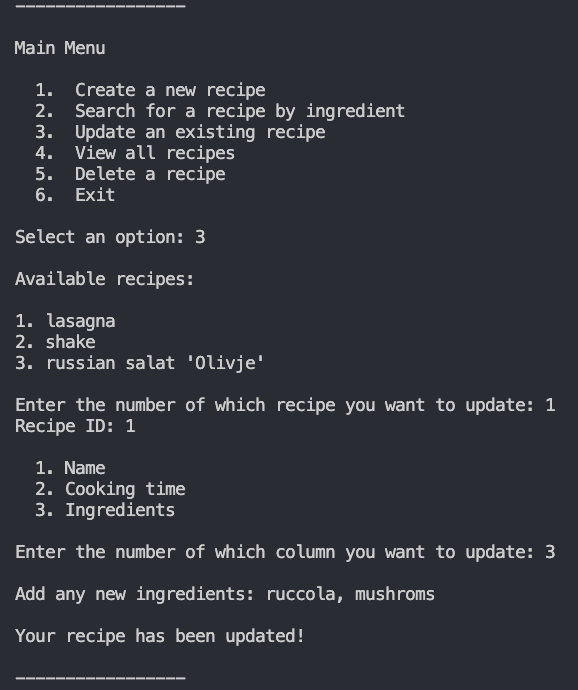 -----------------
Main Menu
1. Create a new recipe
2. Search for a recipe by ingredient
3. Update an existing recipe
4. View all recipes
5. Delete a recipe
6. Exit
Select an option: 3
Available recipes:
1. lasagna
2. shake
3. russian salat 'Olivje'
Enter the number of which recipe you want to update: 1
Recipe ID: 1
1. Name
2. Cooking time
3. Ingredients
Enter the number of which column you want to update: 3
Add any new ingredients: ruccola, mushroms
Your recipe has been updated!
-----------------